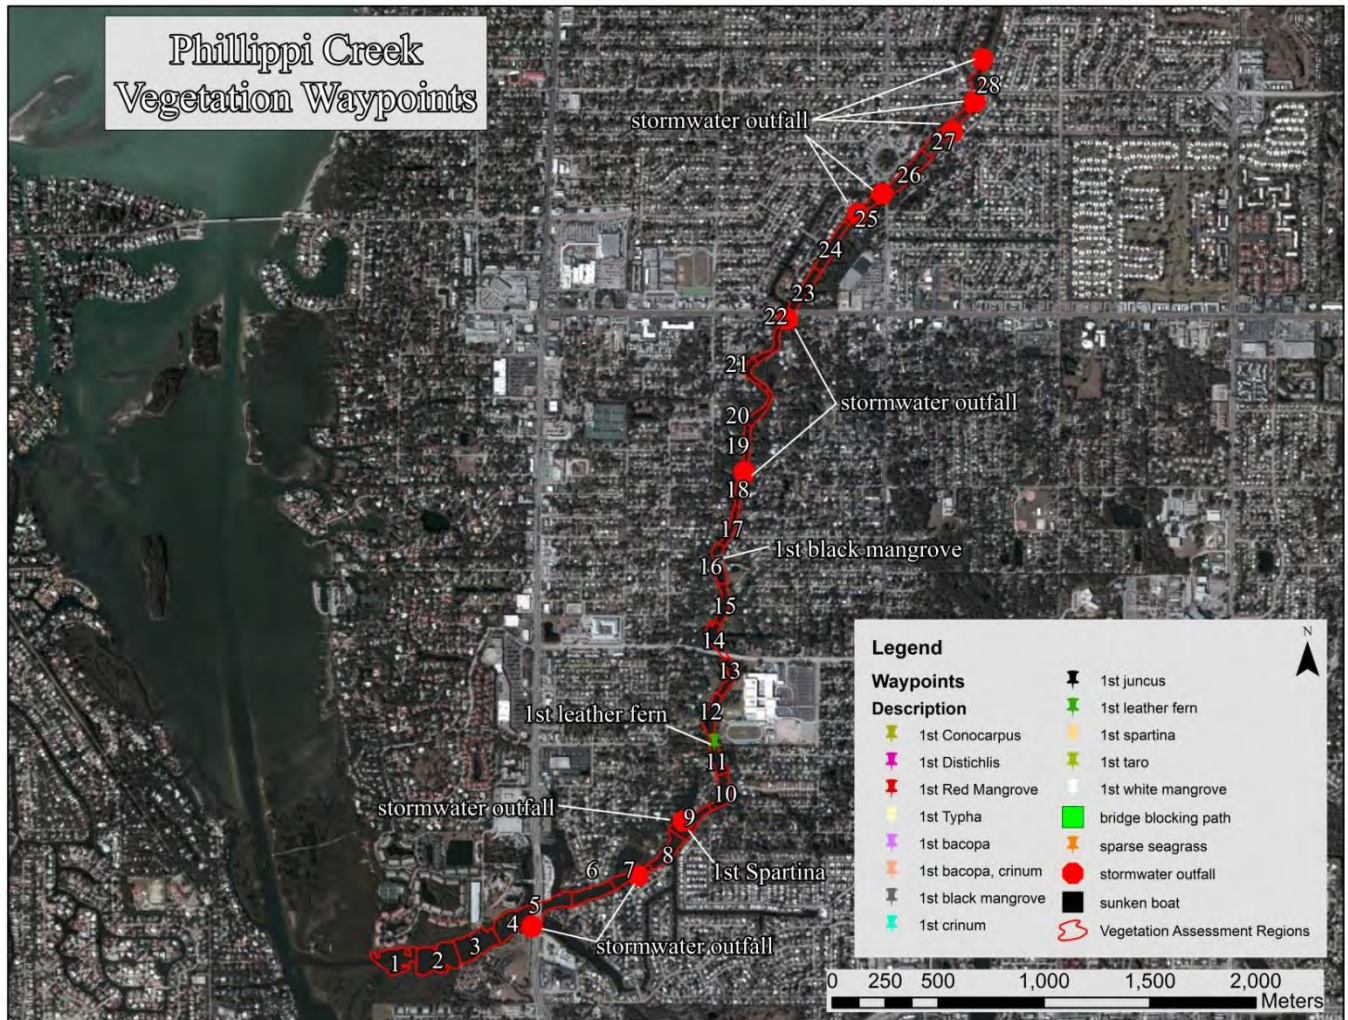 Phillippi Creek
Vegetation Waypoints
stormwater outfall
28
27
26
25
24
23
22
21
stormwater outfall
20
19
18
17
1st black mangrove
16
15
14
13
12
1st leather fern
11
10
stormwater outfall
9
8
1st Spartina
7
6
5
4
stormwater outfall
3
2
1
N
Legend
Waypoints
Description
1st Conocarpus
1st Distichlis
1st Red Mangrove
1st Typha
1st bacopa
1st bacopa, crinum
1st black mangrove
1st crinum
1st juncus
1st leather fern
1st spartina
1st taro
1st white mangrove
bridge blocking path
sparse seagrass
stormwater outfall
sunken boat
Vegetation Assessment Regions
0 250 500 1,000 1,500 2,000
Meters